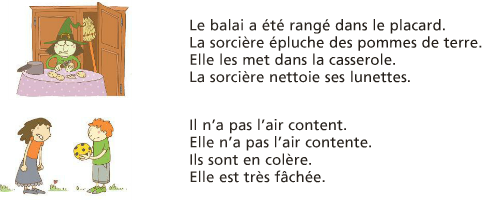 Le balai a été rangé dans le placard.
La sorcière épluche des pommes de terre.
Elle les met dans la casserole.
La sorcière nettoie ses lunettes.
Il n'a pas l'air content.
Elle n'a pas l'air contente.
Ils sont en colère.
Elle est très fâchée.